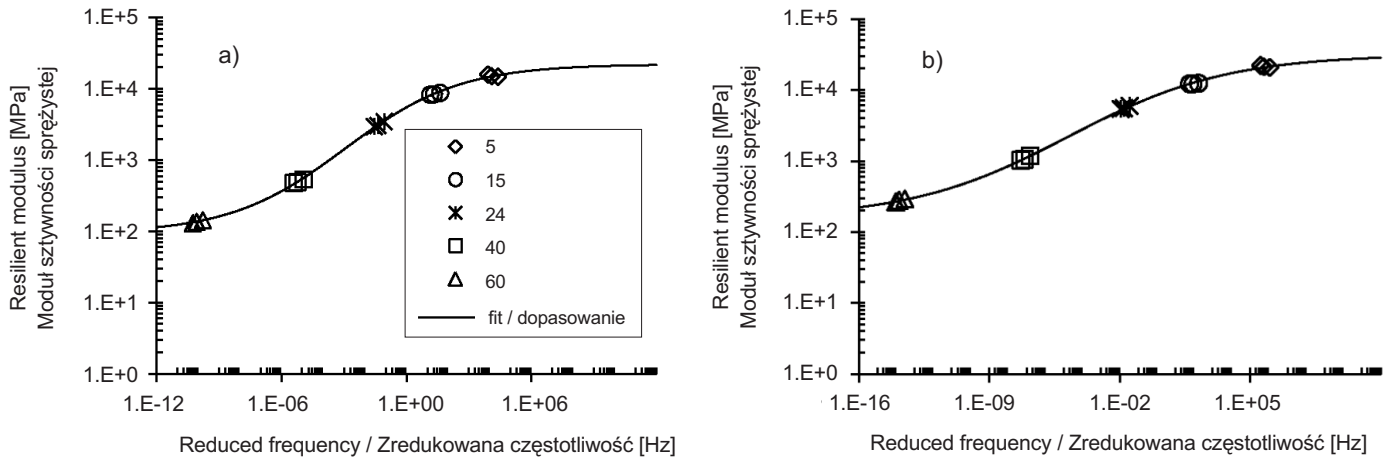 Resilient modulus [MPa]
Moduł sztywności sprężystej
1.E+5
1.E+4
1.E+3
1.E+2
1.E+1
1.E+0
a)
5
15
24
40
60
fit / dopasowanie
1.E-12
1.E-06
1.E+00
1.E+06
Reduced frequency / Zredukowana częstotliwość [Hz]
Resilient modulus [MPa]
Moduł sztywności sprężystej
1.E+5
1.E+4
1.E+3
1.E+2
1.E+1
1.E+0
b)
1.E-16
1.E-09
1.E-02
1.E+05
Reduced frequency / Zredukowana częstotliwość [Hz]